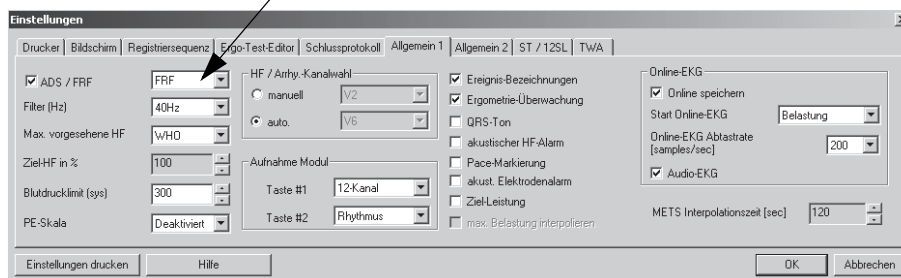 Einstellungen
Drucker Bildschirm Registriersequenz Ergo-Test-Editor Schlussprotokoll Allgemein 1 Allgemein 2 ST / 12SL TWA
ADS / FRF FRF
Filter (Hz) 40Hz
Max. vorgesehene HF WHO
Ziel-HF in % 100
Blutdrucklimit (sys) 300
PE-Skala Deaktiviert
HF / Arrhy.-Kanalwahl
manuell V2
auto. V6
Aufnahme Modul
Taste #1 12-Kanal
Taste #2 Rhythmus
Ereignis-Bezeichnungen
Ergometrie-Überwachung
QRS-Ton
akustischer HF-Alarm
Pace-Markierung
akust. Elektrodenalarm
Ziel-Leistung
max. Belastung interpolieren
Online-EKG
Online speichern
Start Online-EKG Belastung
Online-EKG Abtastrate
[samples/sec] 200
Audio-EKG
METS Interpolationszeit [sec] 120
Einstellungen drucken Hilfe OK Abbrechen